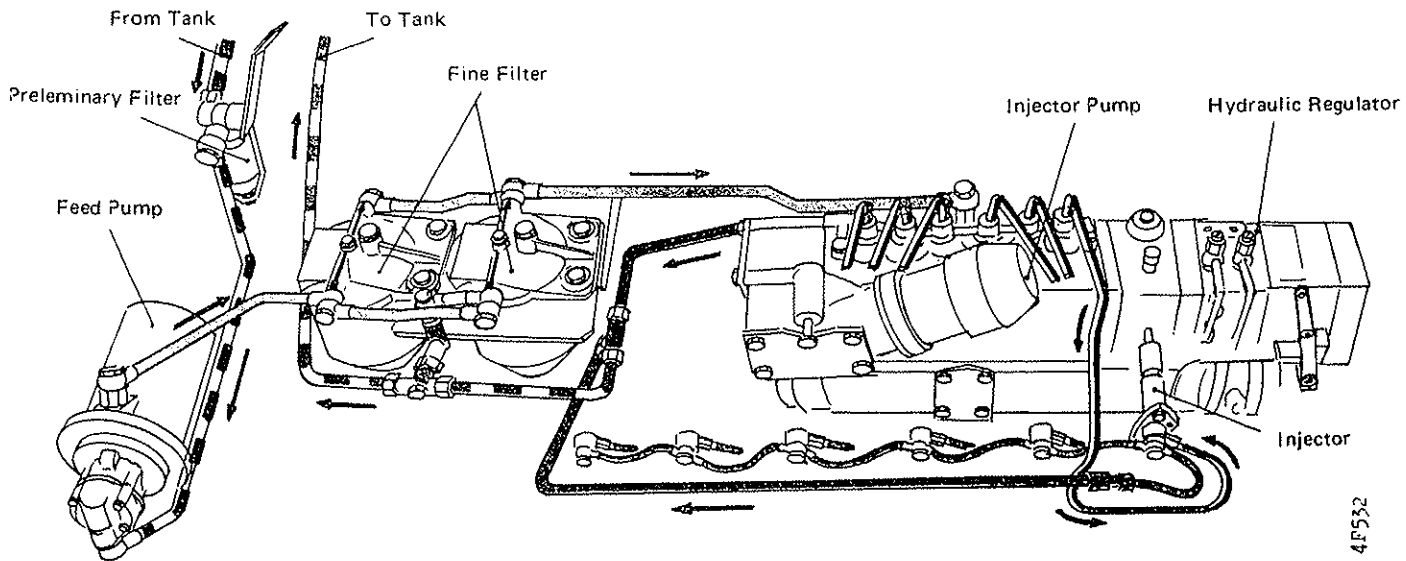 From Tank
To Tank
Fine Filter
Preleminary Filter
Injector Pump
Hydraulic Regulator
Feed Pump
Injector
4F532